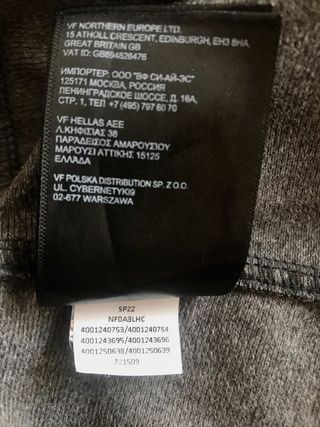 VF NORTHERN EUROPE LTD.
15 ATHOLL CRESCENT, EDINBURGH, EH3 8HA,
GREAT BRITAIN GB
VAT ID: GB694826476
ИМПОРТЕР: ООО "ВФ СИ-АЙ-ЭС"
125171 МОСКВА, РОССИЯ
ЛЕНИНГРАДСКОЕ ШОССЕ, Д. 16А,
СТР. 1, ТЕЛ +7 (495) 797 60 70
VF HELLAS AEE
Λ.ΚΗΦΙΣΙΑΣ 38
ΠΑΡΑΔΕΙΣΟΣ ΑΜΑΡΟΥΣΙΟΥ
ΜΑΡΟΥΣΙ ΑΤΤΙΚΗΣ 15125
ΕΛΛΑΔΑ
VF POLSKA DISTRIBUTION SP. Z O.O.
UL. CYBERNETYKI9
02-677 WARSZAWA
SP22
NF0A3LHC
4001240753/4001240754
4001243695/4001243696
4001250638/4001250639
721509